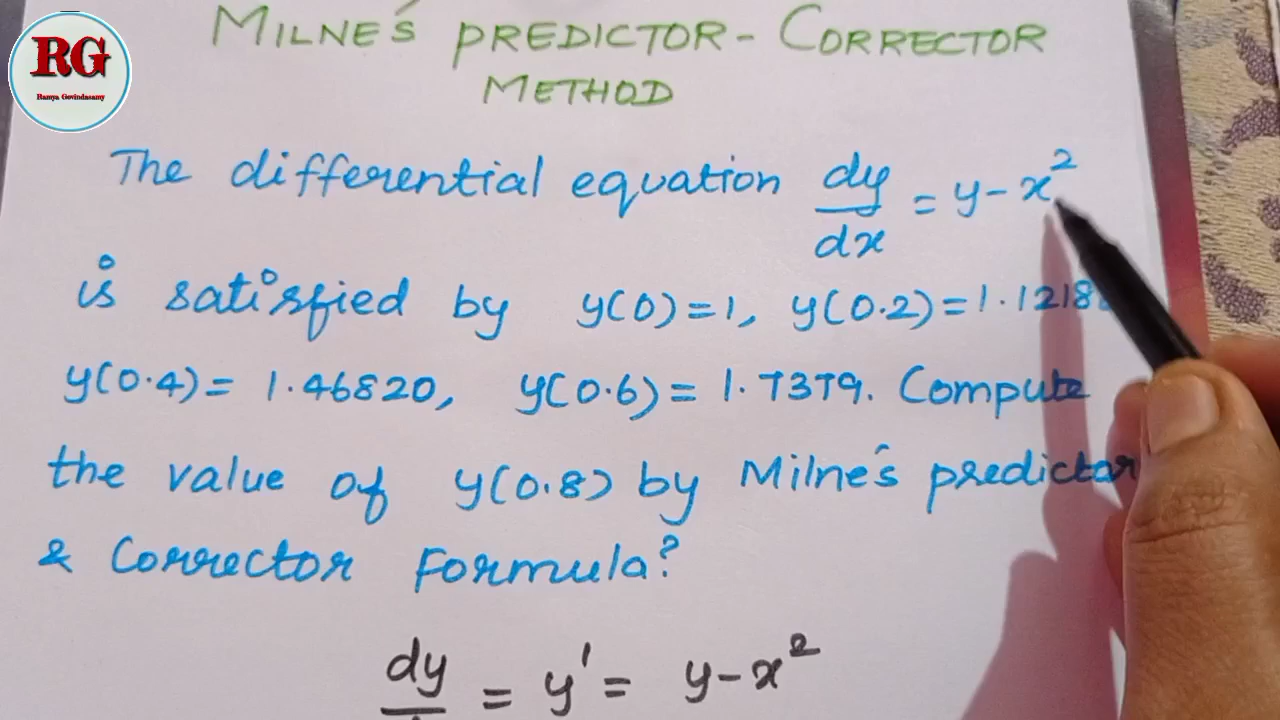 RG
Ramya Govindasamy
MILNE'S PREDICTOR - CORRECTOR
METHOD
The differential equation dy/dx = y - x²
is satisfied by y(0) = 1, y(0.2) = 1.1218
y(0.4) = 1.46820, y(0.6) = 1.7379. Compute
the value of y(0.8) by Milne's predictor
& Corrector Formula?
dy = y' = y - x²